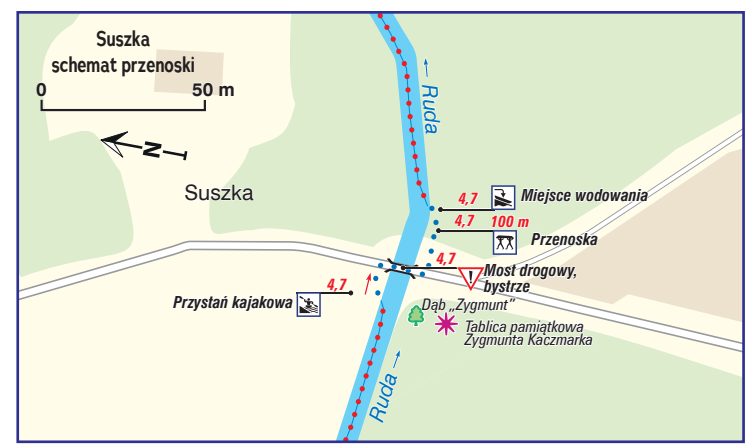 Suszka
schemat przenoski
0 50 m
N
Ruda
Suszka
4,7
Miejsce wodowania
4,7 100 m
Przenoska
4,7
Most drogowy,
bystrze
4,7
Przystań kajakowa
Dąb „Zygmunt”
Tablica pamiątkowa
Zygmunta Kaczmarka
Ruda